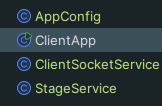 AppConfig
ClientApp
ClientSocketService
StageService